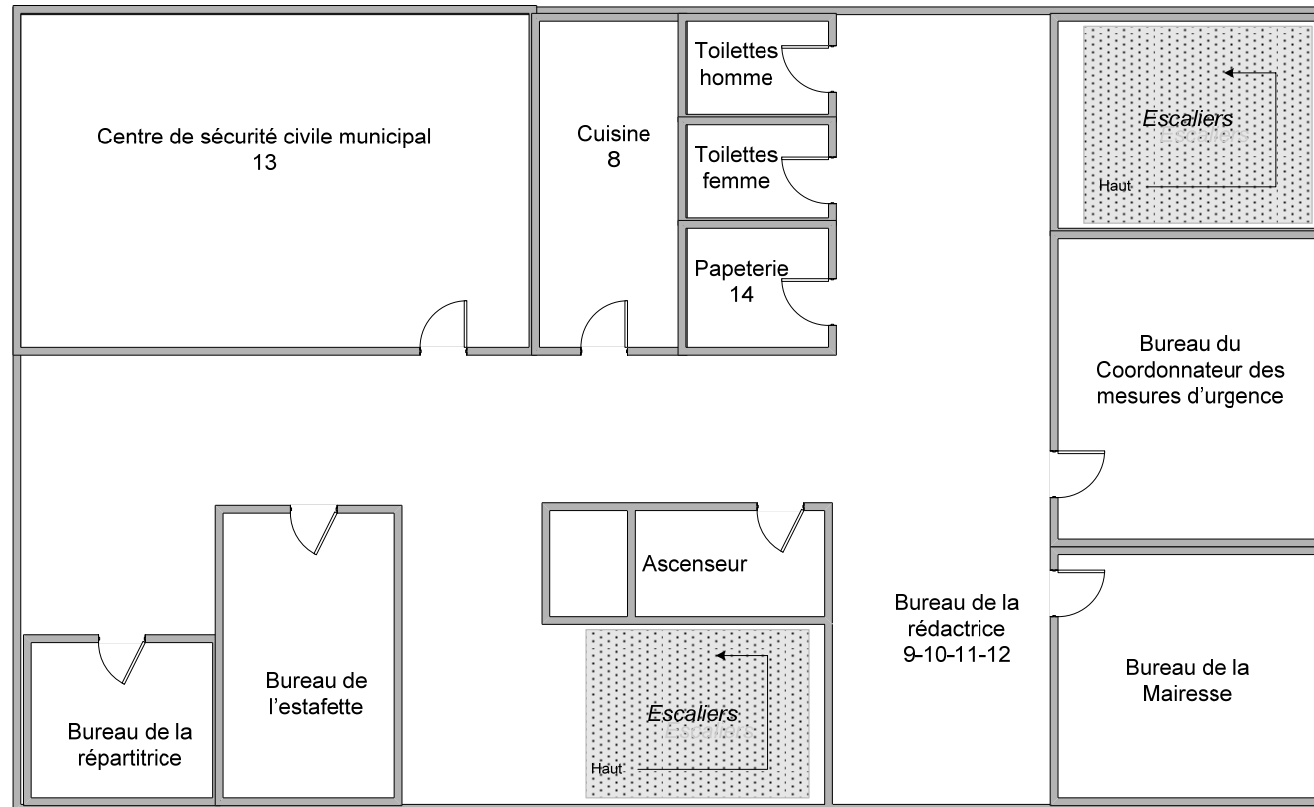 Centre de sécurité civile municipal
13
Cuisine
8
Toilettes
homme
Toilettes
femme
Papeterie
14
Escaliers
Haut
Bureau du
Coordonnateur des
mesures d'urgence
Ascenseur
Bureau de la
rédactrice
9-10-11-12
Bureau de la
Mairesse
Bureau de
l'estafette
Bureau de la
répartitrice
Escaliers
Haut